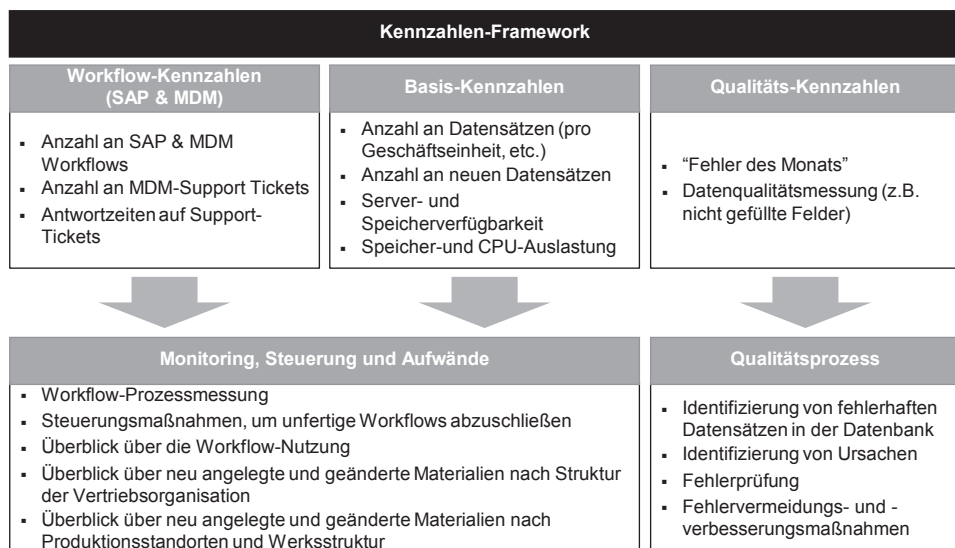 Kennzahlen-Framework
Workflow-Kennzahlen
(SAP & MDM)
▪ Anzahl an SAP & MDM
Workflows
▪ Anzahl an MDM-Support Tickets
▪ Antwortzeiten auf Support-
Tickets
Basis-Kennzahlen
▪ Anzahl an Datensätzen (pro
Geschäftseinheit, etc.)
▪ Anzahl an neuen Datensätzen
▪ Server- und
Speicherverfügbarkeit
▪ Speicher-und CPU-Auslastung
Qualitäts-Kennzahlen
▪ “Fehler des Monats”
▪ Datenqualitätsmessung (z.B.
nicht gefüllte Felder)
Monitoring, Steuerung und Aufwände
▪ Workflow-Prozessmessung
▪ Steuerungsmaßnahmen, um unfertige Workflows abzuschließen
▪ Überblick über die Workflow-Nutzung
▪ Überblick über neu angelegte und geänderte Materialien nach Struktur
der Vertriebsorganisation
▪ Überblick über neu angelegte und geänderte Materialien nach
Produktionsstandorten und Werksstruktur
Qualitätsprozess
▪ Identifizierung von fehlerhaften
Datensätzen in der Datenbank
▪ Identifizierung von Ursachen
▪ Fehlerprüfung
▪ Fehlervermeidungs- und -
verbesserungsmaßnahmen